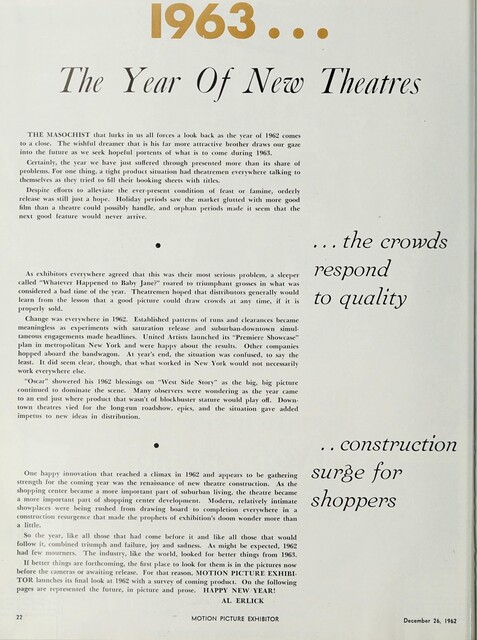 1963...
The Year Of New Theatres
THE MASOCHIST that lurks in us all forces a look back as the year of 1962 comes
to a close. The wishful dreamer that is his far more attractive brother draws our gaze
into the future as we seek hopeful portents of what is to come during 1963.
Certainly, the year we have just suffered through presented more than its share of
problems. For one thing, a tight product situation had theatremen everywhere talking to
themselves as they tried to fill their booking sheets with titles.
Despite efforts to alleviate the ever-present condition of feast or famine, orderly
release was still just a hope. Holiday periods saw the market glutted with more good
film than a theatre could possibly handle, and orphan periods made it seem that the
next good feature would never arrive.
•
... the crowds
respond
to quality
As exhibitors everywhere agreed that this was their most serious problem, a sleeper
called "Whatever Happened to Baby Jane?" roared to triumphant grosses in what was
considered a bad time of the year. Theatremen hoped that distributors generally would
learn from the lesson that a good picture could draw crowds at any time, if it is
properly sold.
Change was everywhere in 1962. Established patterns of runs and clearances became
meaningless as experiments with saturation release and suburban-downtown simul-
taneous engagements made headlines. United Artists launched its "Premiere Showcase"
plan in metropolitan New York and were happy about the results. Other companies
hopped aboard the bandwagon. At year's end, the situation was confused, to say the
least. It did seem clear, though, that what worked in New York would not necessarily
work everywhere else.
"Oscar" showered his 1962 blessings on "West Side Story" as the big, big picture
continued to dominate the scene. Many observers were wondering as the year came
to an end just where product that wasn't of blockbuster stature would play off. Down-
town theatres vied for the long-run roadshow, epics, and the situation gave added
impetus to new ideas in distribution.
•
.. construction
surge for
shoppers
One happy innovation that reached a climax in 1962 and appears to be gathering
strength for the coming year was the renaissance of new theatre construction. As the
shopping center became a more important part of suburban living, the theatre became
a more important part of shopping center development. Modern, relatively intimate
showplaces were being rushed from drawing board to completion everywhere in a
construction resurgence that made the prophets of exhibition's doom wonder more than
a little.
So the year, like all those that had come before it and like all those that would
follow it, combined triumph and failure, joy and sadness. As might be expected, 1962
had few mourners. The industry, like the world, looked for better things from 1963.
If better things are forthcoming, the first place to look for them is in the pictures now
before the cameras or awaiting release. For that reason, MOTION PICTURE EXHIBI-
TOR launches its final look at 1962 with a survey of coming product. On the following
pages are represented the future, in picture and prose. HAPPY NEW YEAR!
AL ERLICK
22
MOTION PICTURE EXHIBITOR
December 26, 1962